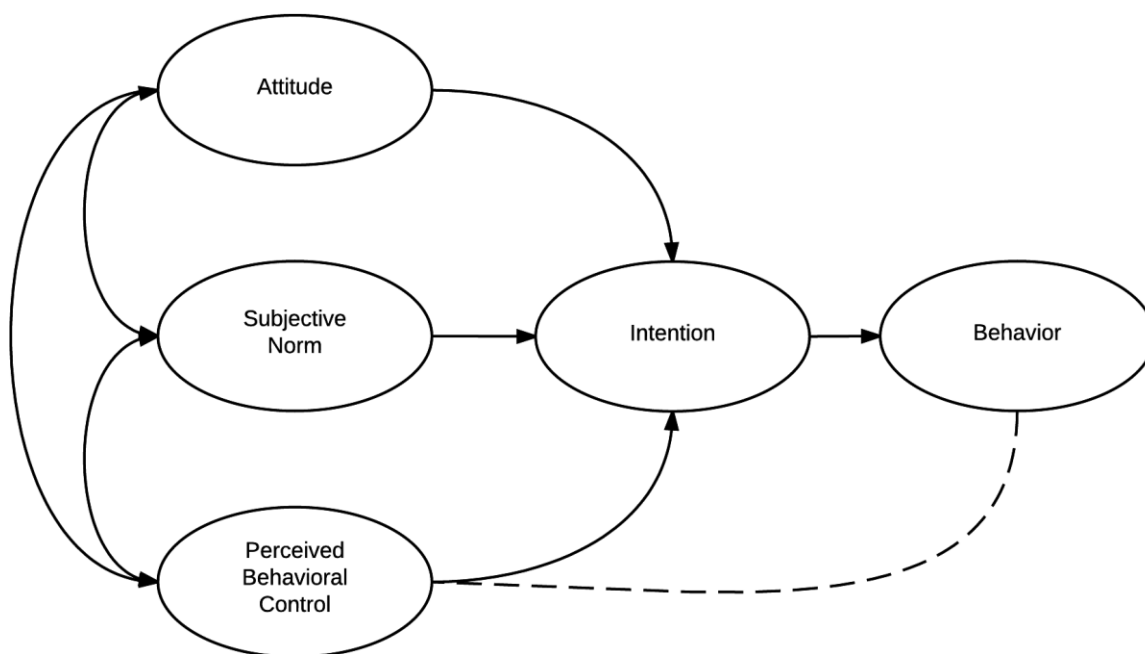 Attitude
Subjective
Norm
Intention
Behavior
Perceived
Behavioral
Control